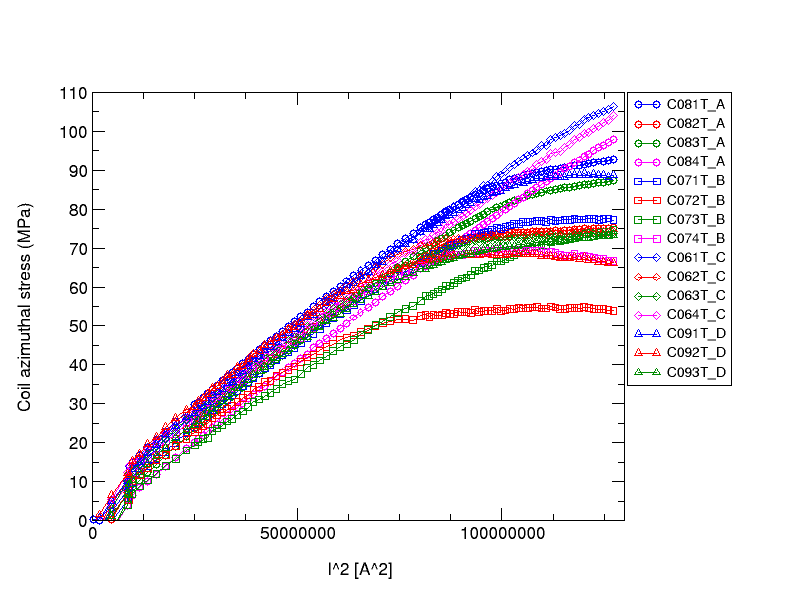 110
100
90
80
70
60
50
40
30
20
10
0
Coil azimuthal stress (MPa)
0 50000000 100000000
I^2 [A^2]
C081T_A
C082T_A
C083T_A
C084T_A
C071T_B
C072T_B
C073T_B
C074T_B
C061T_C
C062T_C
C063T_C
C064T_C
C091T_D
C092T_D
C093T_D